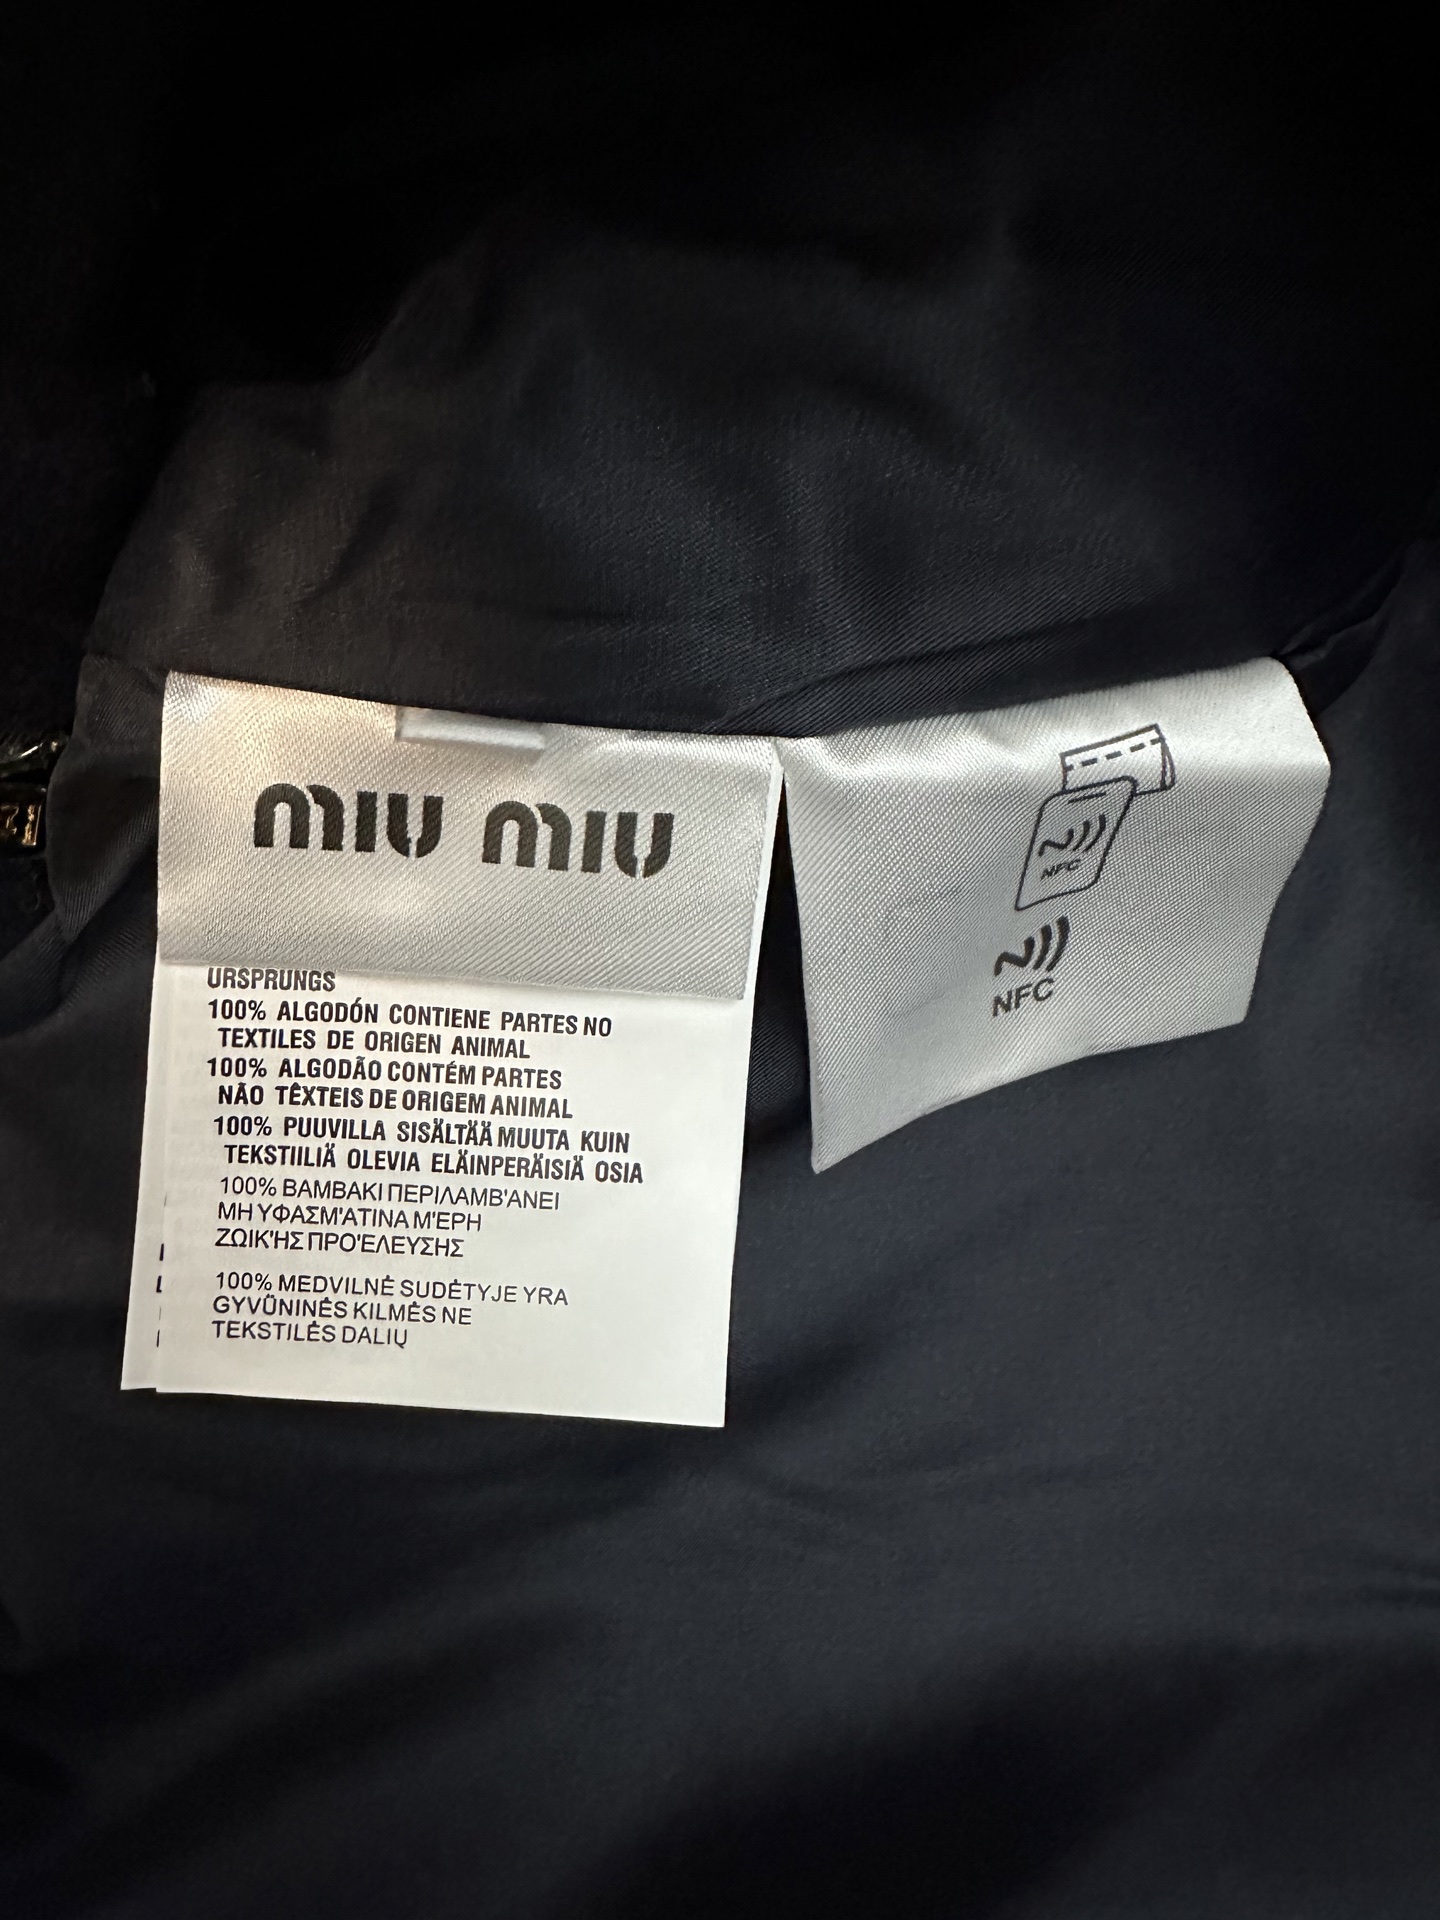 MIU MIU
URSPRUNGS
100% ALGODÓN CONTIENE PARTES NO
TEXTILES DE ORIGEN ANIMAL
100% ALGODÃO CONTÉM PARTES
NÃO TÊXTEIS DE ORIGEM ANIMAL
100% PUUVILLA SISÄLTÄÄ MUUTA KUIN
TEKSTIILIÄ OLEVIA ELÄINPERÄISIÄ OSIA
100% ΒΑΜΒΑΚΙ ΠΕΡΙΛΑΜΒ'ΑΝΕΙ
ΜΗ ΥΦΑΣΜ'ΑΤΙΝΑ Μ'ΕΡΗ
ΖΩΙΚ'ΗΣ ΠΡΟ'ΕΛΕΥΣΗΣ
100% MEDVILNĖ SUDĖTYJE YRA
GYVŪNINĖS KILMĖS NE
TEKSTILĖS DALIŲ
NFC
NFC